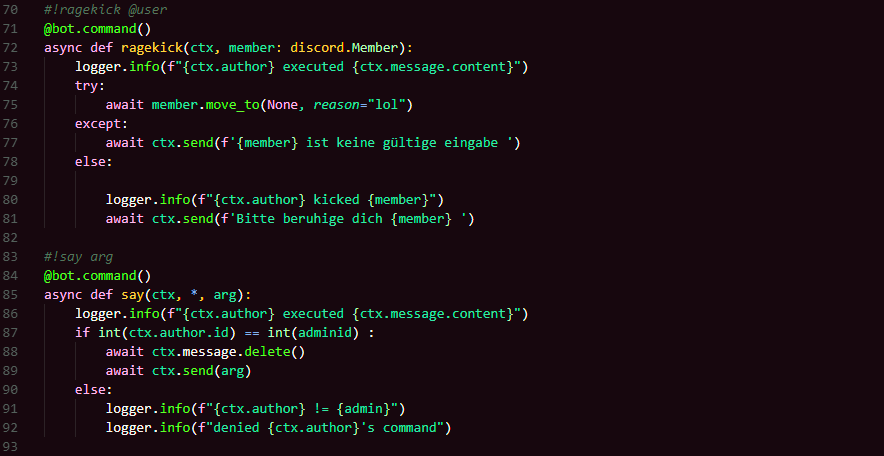 70 #!ragekick @user
71 @bot.command()
72 async def ragekick(ctx, member: discord.Member):
73     logger.info(f"{ctx.author} executed {ctx.message.content}")
74     try:
75         await member.move_to(None, reason="lol")
76     except:
77         await ctx.send(f'{member} ist keine gültige eingabe ')
78     else:
79
80         logger.info(f"{ctx.author} kicked {member}")
81         await ctx.send(f'Bitte beruhige dich {member} ')
82
83 #!say arg
84 @bot.command()
85 async def say(ctx, *, arg):
86     logger.info(f"{ctx.author} executed {ctx.message.content}")
87     if int(ctx.author.id) == int(adminid) :
88         await ctx.message.delete()
89         await ctx.send(arg)
90     else:
91         logger.info(f"{ctx.author} != {admin}")
92         logger.info(f"denied {ctx.author}'s command")
93